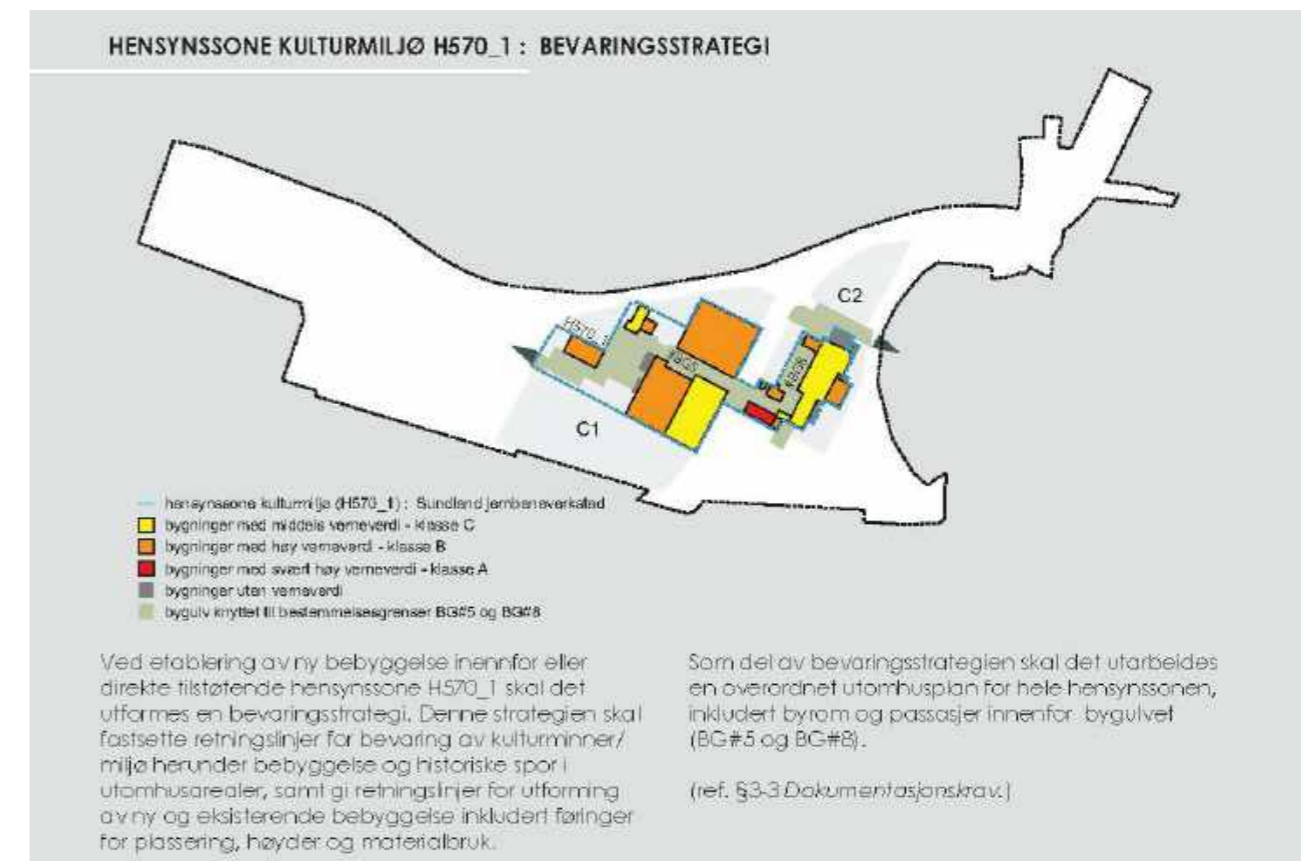 HENSYNSSONE KULTURMILJØ H570_1 : BEVARINGSSTRATEGI
C2
H570_1
#BG5
#BG8
C1
hensynssone kulturmiljø (H570_1) : Sundland jernbaneverksted
bygninger med middels verneverdi - klasse C
bygninger med høy verneverdi - klasse B
bygninger med svært høy verneverdi - klasse A
bygninger uten verneverdi
bygulv knyttet til bestemmelsesgrenser BG#5 og BG#8
Ved etablering av ny bebyggelse inennfor eller
direkte tilstøtende hensynssone H570_1 skal det
utformes en bevaringsstrategi. Denne strategien skal
fastsette retningslinjer for bevaring av kulturminner/
miljø herunder bebyggelse og historiske spor i
utomhusarealer, samt gi retningslinjer for utforming
av ny og eksisterende bebyggelse inkludert føringer
for plassering, høyder og materialbruk.
Som del av bevaringsstrategien skal det utarbeides
en overordnet utomhusplan for hele hensynssonen,
inkludert byrom og passasjer innenfor bygulvet
(BG#5 og BG#8).
(ref. §3-3 Dokumentasjonskrav.)